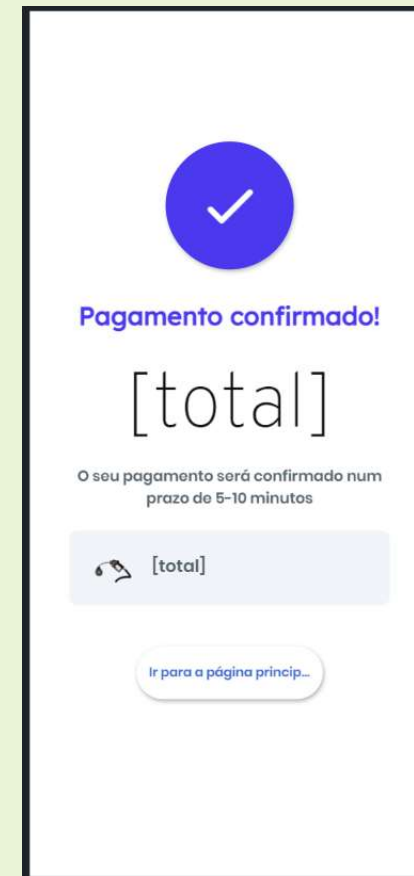 Pagamento confirmado!
[total]
O seu pagamento será confirmado num
prazo de 5-10 minutos
[total]
Ir para a página princip...